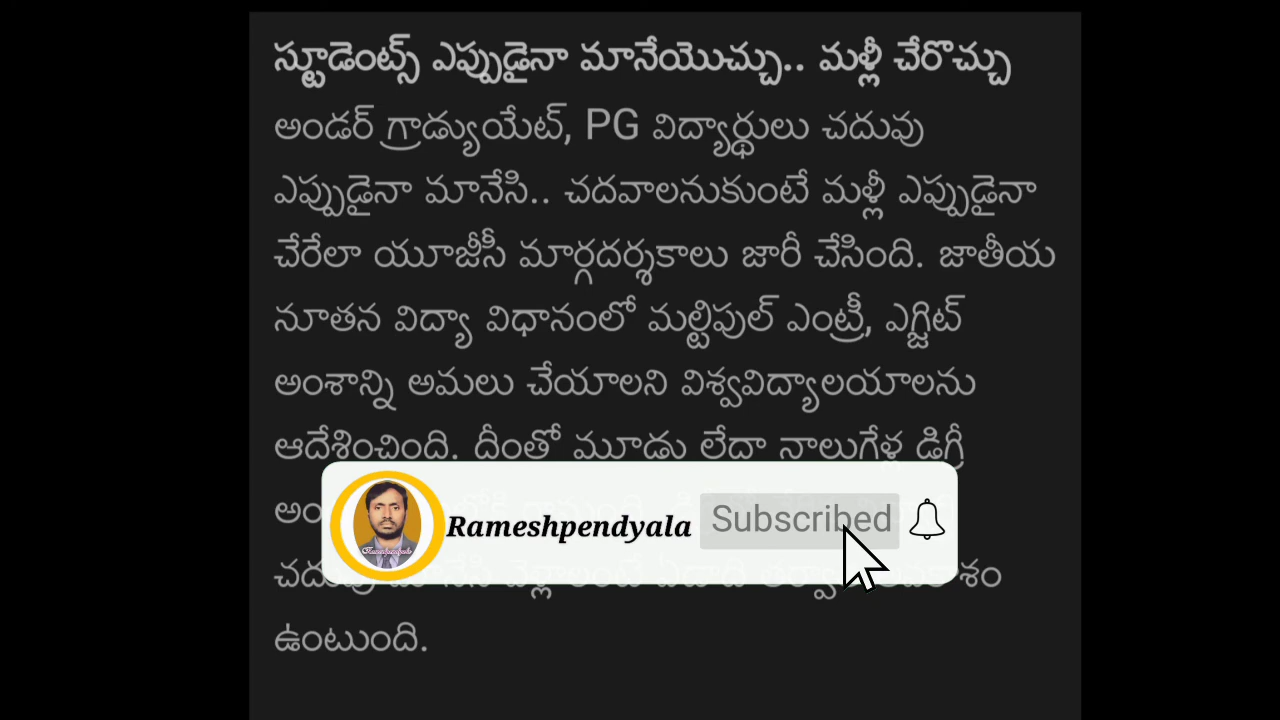 స్టూడెంట్స్ ఎప్పుడైనా మానేయొచ్చు.. మళ్లీ చేరొచ్చు
అండర్ గ్రాడ్యుయేట్, PG విద్యార్థులు చదువు
ఎప్పుడైనా మానేసి.. చదవాలనుకుంటే మళ్లీ ఎప్పుడైనా
చేరేలా యూజీసీ మార్గదర్శకాలు జారీ చేసింది. జాతీయ
నూతన విద్యా విధానంలో మల్టిపుల్ ఎంట్రీ, ఎగ్జిట్
అంశాన్ని అమలు చేయాలని విశ్వవిద్యాలయాలను
ఆదేశించింది. దీంతో మూడు లేదా నాలుగేళ్ల డిగ్రీ
Rameshpendyala Subscribed
ఉంటుంది.